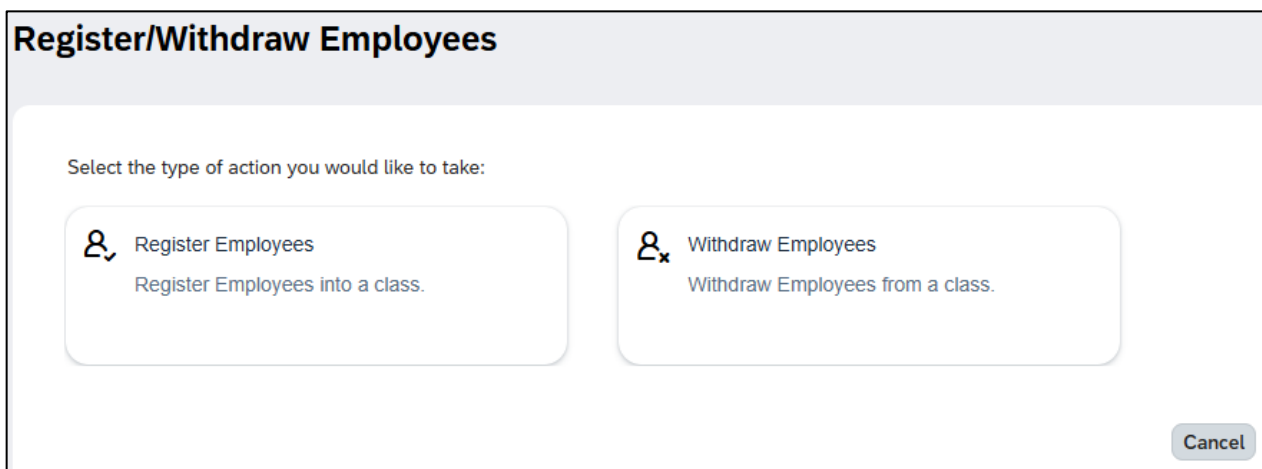 Register/Withdraw Employees
Select the type of action you would like to take:
Register Employees
Register Employees into a class.
Withdraw Employees
Withdraw Employees from a class.
Cancel